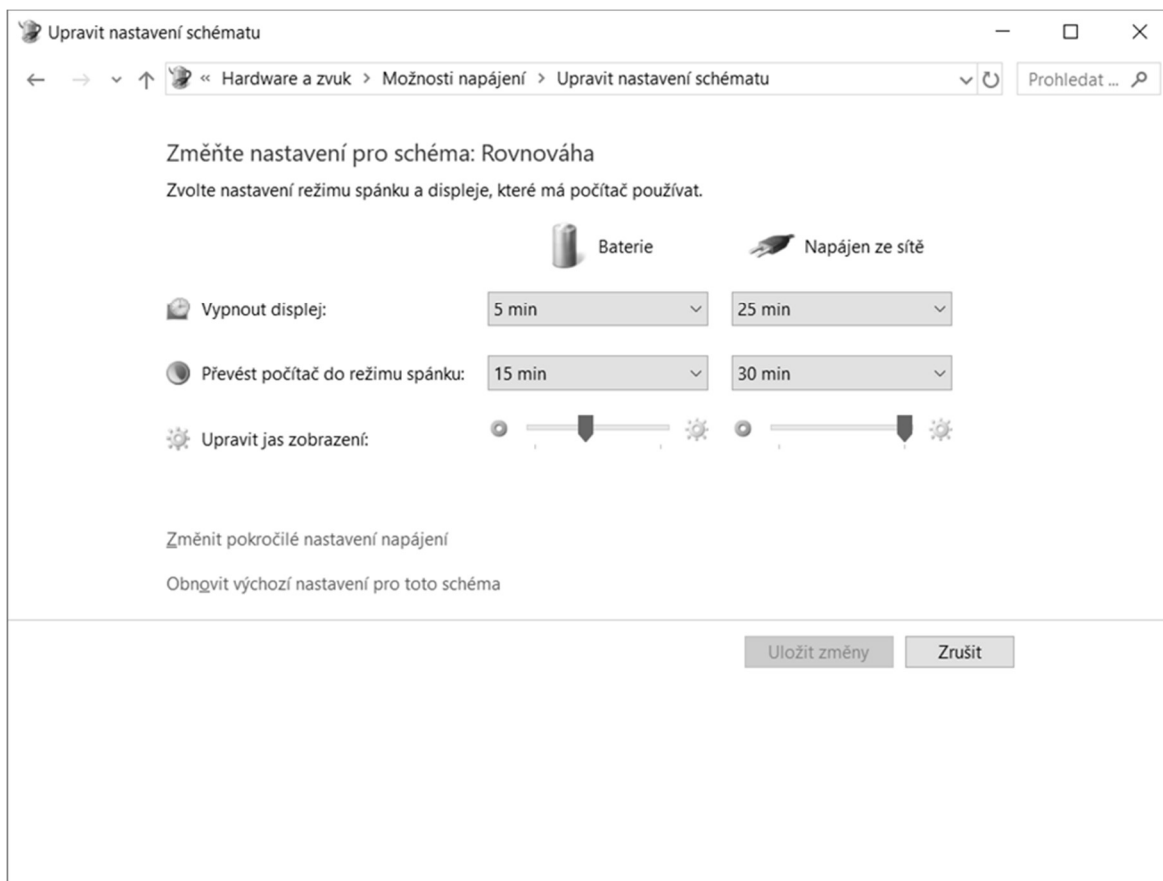 Upravit nastavení schématu
« Hardware a zvuk > Možnosti napájení > Upravit nastavení schématu
Prohledat ...
Změňte nastavení pro schéma: Rovnováha
Zvolte nastavení režimu spánku a displeje, které má počítač používat.
Baterie Napájen ze sítě
Vypnout displej: 5 min 25 min
Převést počítač do režimu spánku: 15 min 30 min
Upravit jas zobrazení:
Změnit pokročilé nastavení napájení
Obnovit výchozí nastavení pro toto schéma
Uložit změny Zrušit